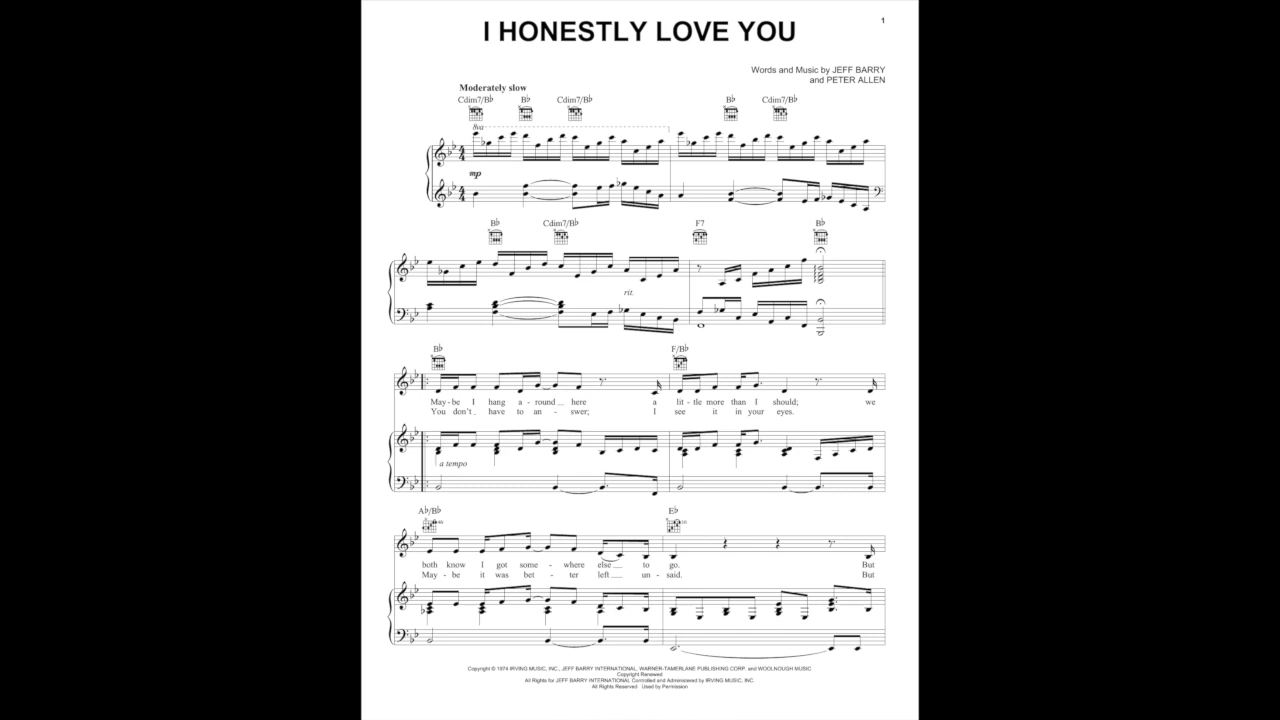 1
I HONESTLY LOVE YOU
Words and Music by JEFF BARRY
and PETER ALLEN
Moderately slow
Cdim7/B♭ B♭ Cdim7/B♭ B♭ Cdim7/B♭
8va
mp
B♭ Cdim7/B♭ F7 B♭
rit.
B♭ F/B♭
May - be I hang a - round here a lit - tle more than I should; we
You don't have to an - swer; I see it in your eyes.
a tempo
A♭/B♭ E♭
both know I got some - where else to go. But
May - be it was bet - ter left un - said. But
Copyright © 1974 IRVING MUSIC, INC., JEFF BARRY INTERNATIONAL, WARNER-TAMERLANE PUBLISHING CORP. and WOOLNOUGH MUSIC
Copyright Renewed
All Rights for JEFF BARRY INTERNATIONAL Controlled and Administered by IRVING MUSIC, INC.
All Rights Reserved Used by Permission